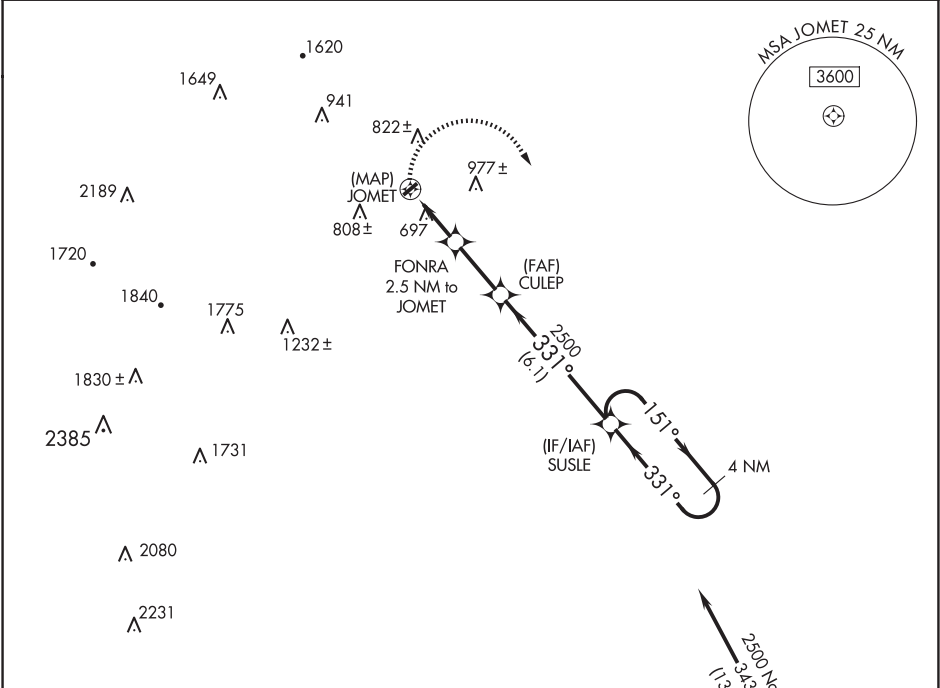 1620
MSA JOMET 25 NM
3600
1649
941
822±
977±
(MAP)
JOMET
2189
808±
697
1720
FONRA
2.5 NM to
JOMET
(FAF)
CULEP
1840
1775
1232±
2500
331°
(6.1)
1830±
2385
1731
151°
(IF/IAF)
SUSLE
331°
4 NM
2080
2231
2500
343
(13